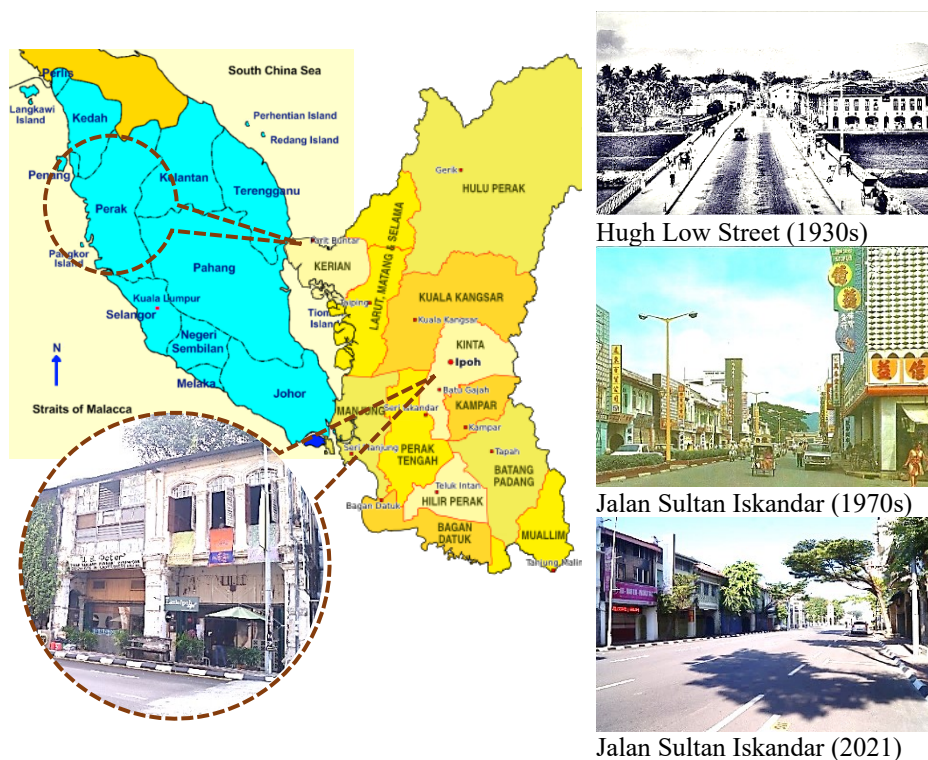 South China Sea
Perlis
Langkawi
Island
Kedah
Perhentian Island
Redang Island
Penang
Kelantan
Terengganu
Perak
Pangkor
Island
Pahang
Kuala Lumpur
Selangor
Negeri
Sembilan
Melaka
Johor
N
Straits of Malacca
Tioman
Island
Gerik
HULU PERAK
Parit Buntar
KERIAN
LARUT, MATANG & SELAMA
Taiping
KUALA KANGSAR
Kuala Kangsar
KINTA
Ipoh
Batu Gajah
MANJUNG
Seri Iskandar
KAMPAR
Kampar
Seri Manjung
PERAK
TENGAH
Tapah
BATANG
PADANG
Teluk Intan
HILIR PERAK
Bagan Datuk
BAGAN
DATUK
MUALLIM
Tanjung Malim
Hugh Low Street (1930s)
Jalan Sultan Iskandar (1970s)
Jalan Sultan Iskandar (2021)